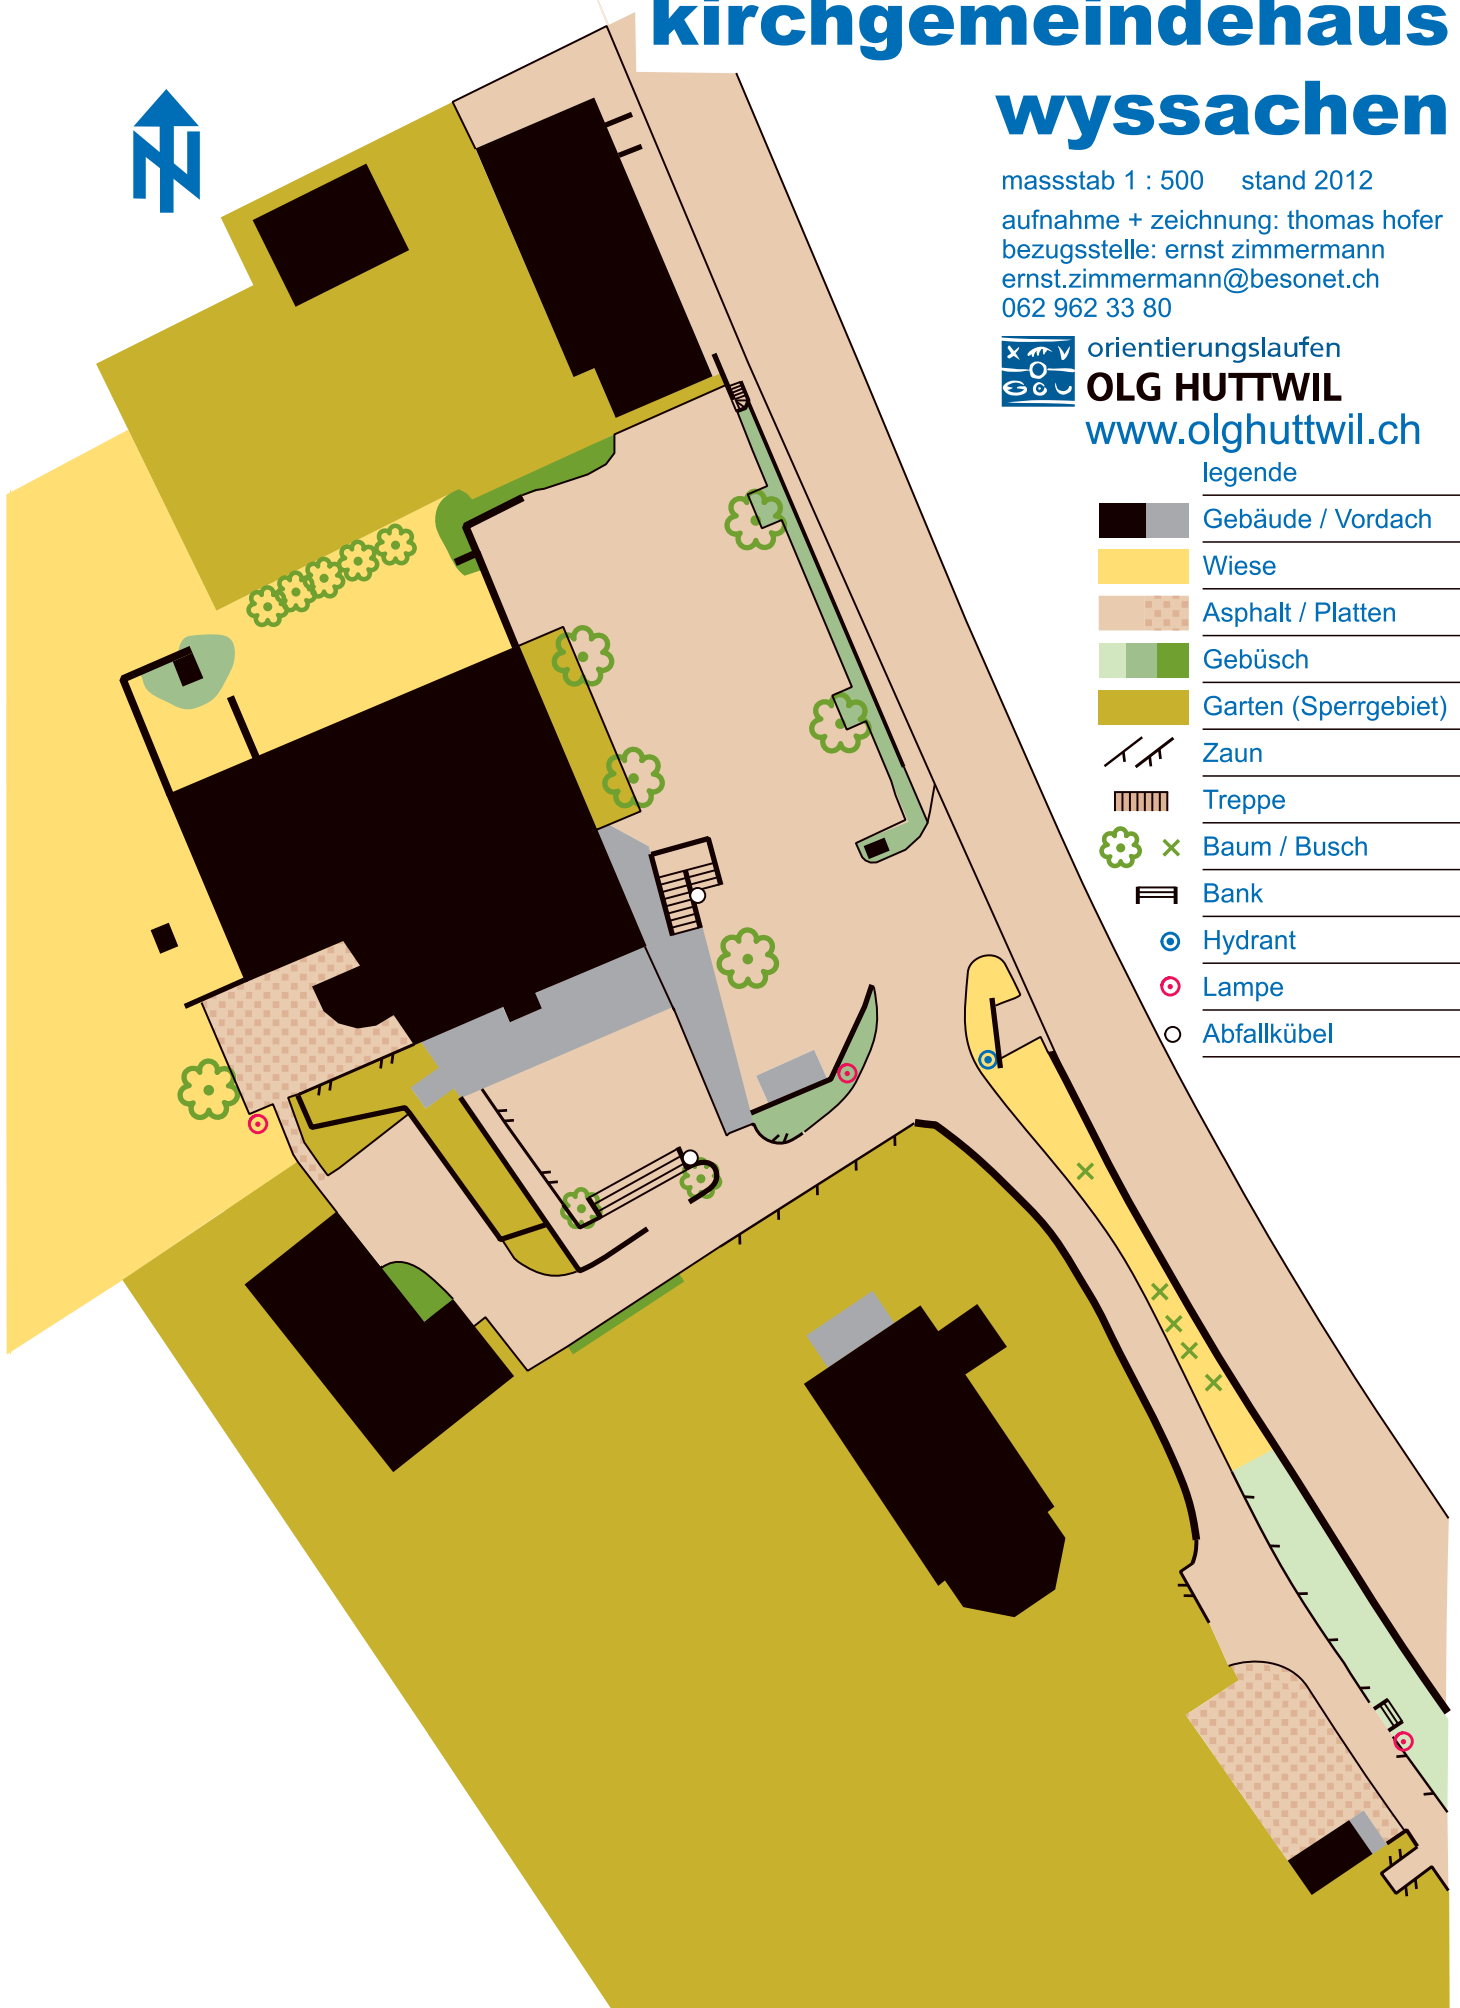 kirchgemeindehaus
wyssachen
massstab 1 : 500 stand 2012
aufnahme + zeichnung: thomas hofer
bezugsstelle: ernst zimmermann
ernst.zimmermann@besonet.ch
062 962 33 80
orientierungslaufen
OLG HUTTWIL
www.olghuttwil.ch
legende
Gebäude / Vordach
Wiese
Asphalt / Platten
Gebüsch
Garten (Sperrgebiet)
Zaun
Treppe
Baum / Busch
Bank
Hydrant
Lampe
Abfallkübel